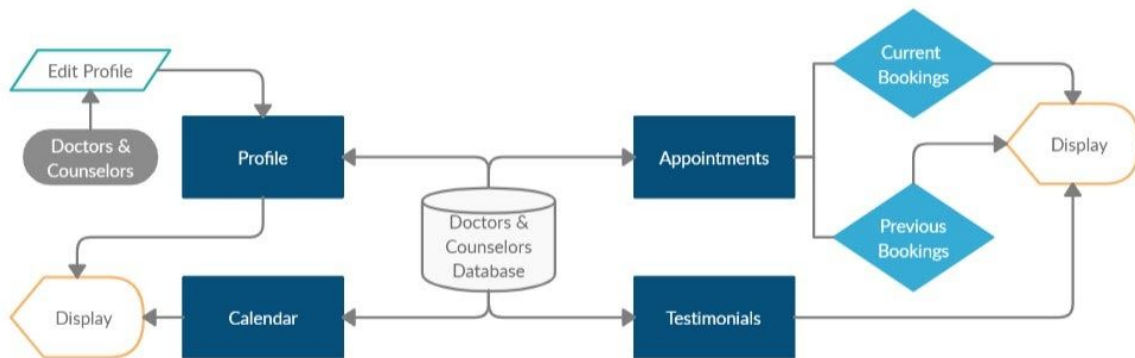 Edit Profile
Doctors &
Counselors
Profile
Display
Calendar
Doctors &
Counselors
Database
Appointments
Testimonials
Current
Bookings
Previous
Bookings
Display